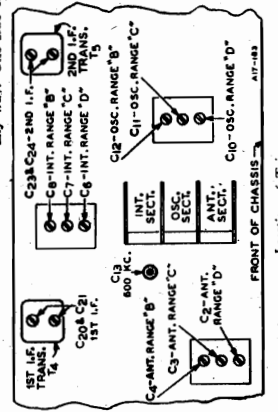 2ND I.F.
TRANS.
T5
C23 & C24-2ND I.F.
C8-INT. RANGE "B"
C7-INT. RANGE "C"
C6-INT. RANGE "D"
C12-OSC. RANGE "B"
C11-OSC. RANGE "C"
C10-OSC. RANGE "D"
A17-183
INT.
SECT.
OSC.
SECT.
ANT.
SECT.
C13
600 KC.
FRONT OF CHASSIS
1ST I.F.
TRANS.
T4
C20 & C21
1ST I.F.
C4-ANT. RANGE "B"
C3-ANT. RANGE "C"
C2-ANT.
RANGE "D"